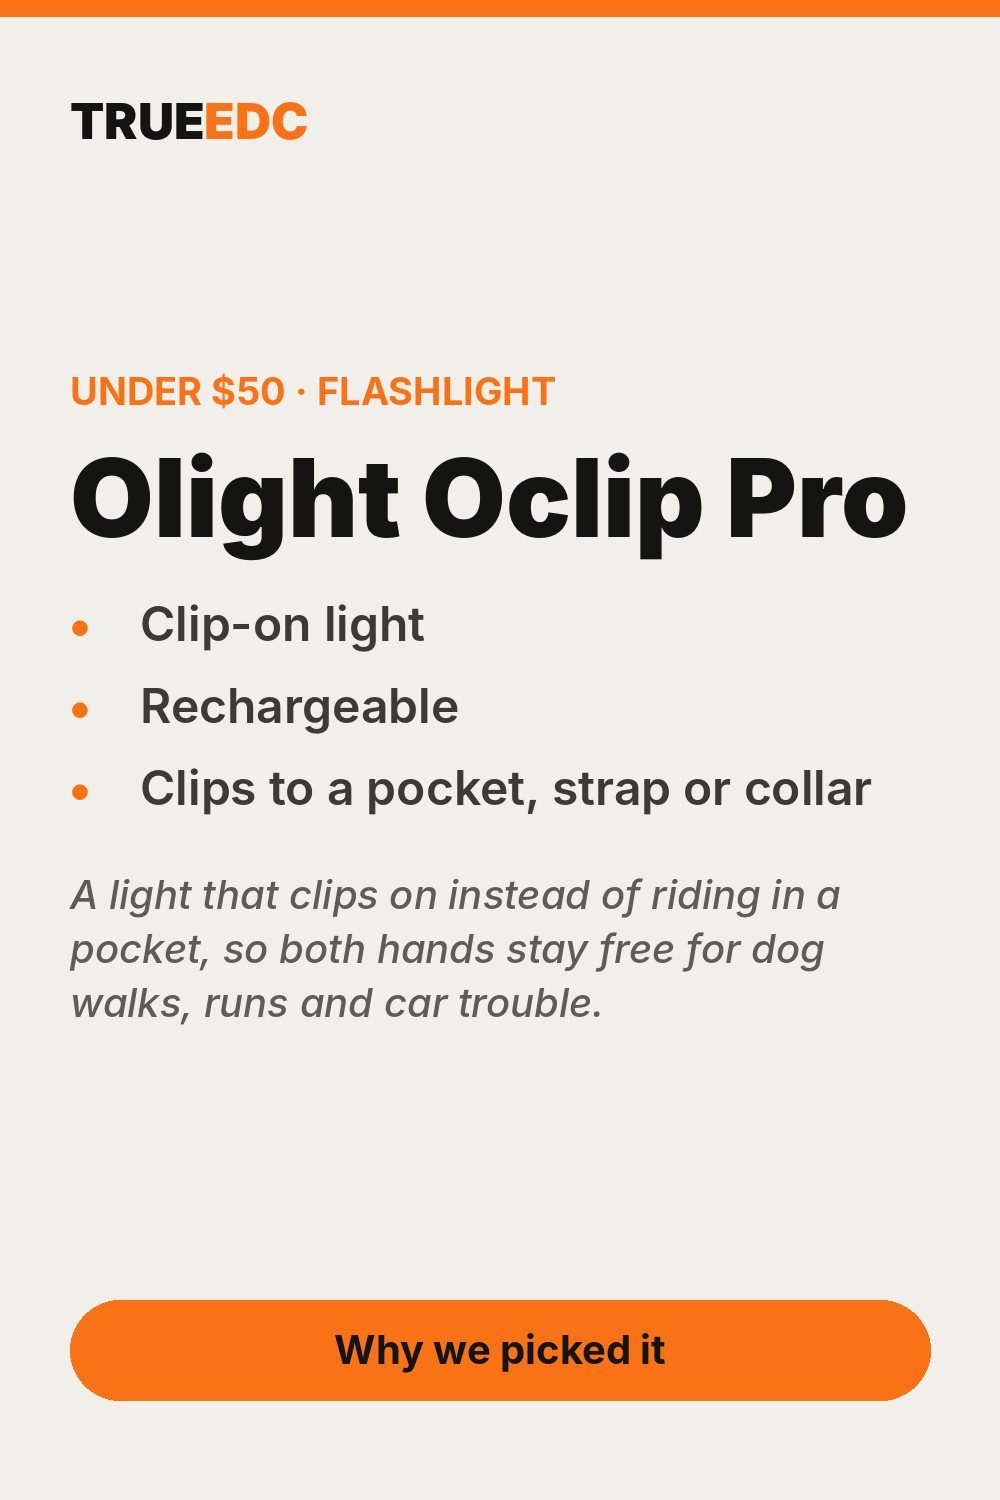 TRUEEDC
UNDER $50 · FLASHLIGHT
Olight Oclip Pro
• Clip-on light
• Rechargeable
• Clips to a pocket, strap or collar
A light that clips on instead of riding in a
pocket, so both hands stay free for dog
walks, runs and car trouble.
Why we picked it